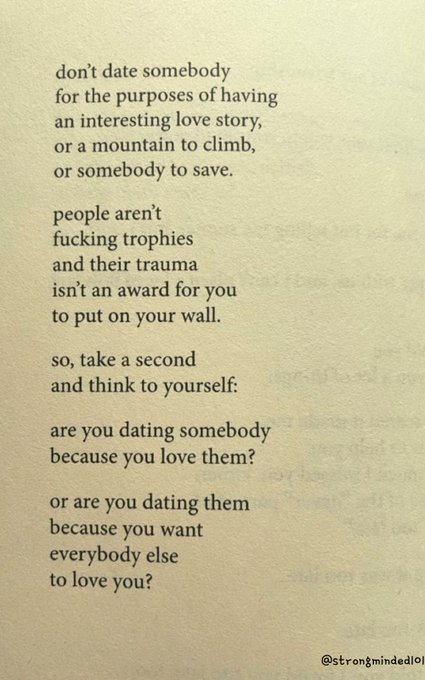 don't date somebody
for the purposes of having
an interesting love story,
or a mountain to climb,
or somebody to save.
people aren't
fucking trophies
and their trauma
isn't an award for you
to put on your wall.
so, take a second
and think to yourself:
are you dating somebody
because you love them?
or are you dating them
because you want
everybody else
to love you?
@strongminded101